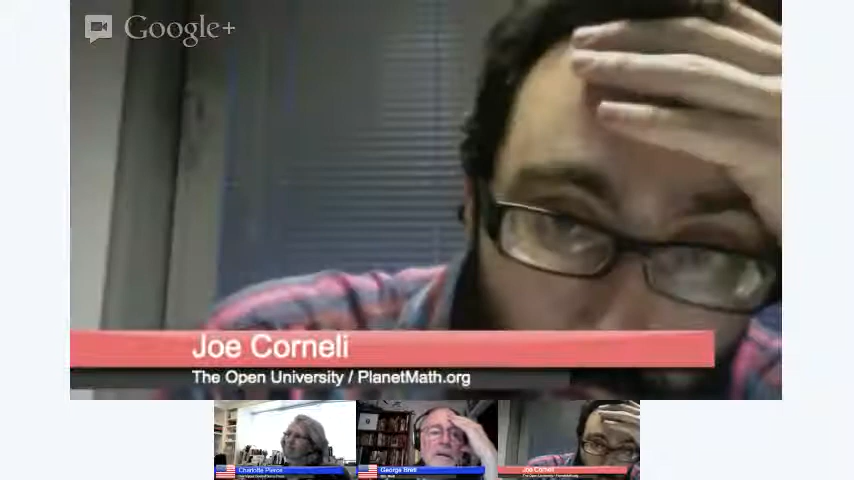 Google+
Joe Corneli
The Open University / PlanetMath.org
Charlotte Pierce
George Brett
Joe Corneli